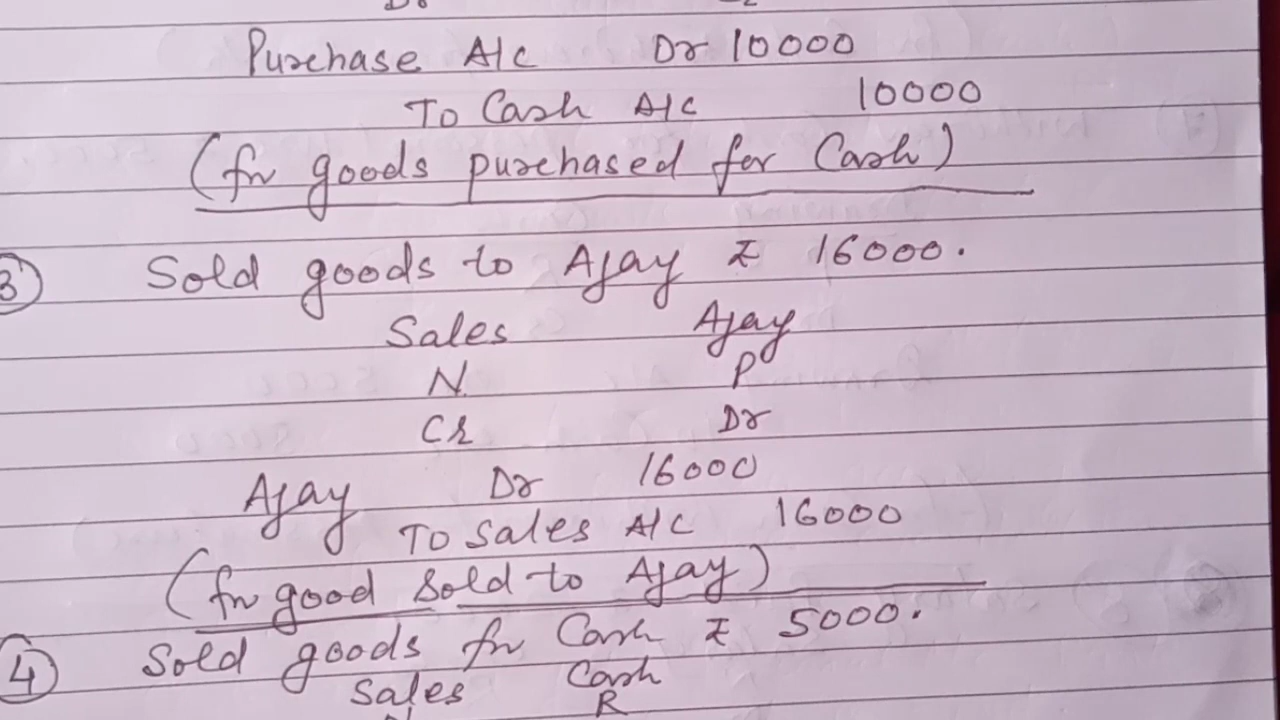 Purchase A/c Dr 10000
To Cash A/c 10000
(for goods purchased for Cash)
3 Sold goods to Ajay ₹ 16000.
Sales Ajay
N. P
Cr Dr
Ajay Dr 16000
To Sales A/c 16000
(for good sold to Ajay)
4 Sold goods for Cash ₹ 5000.
Sales Cash
R